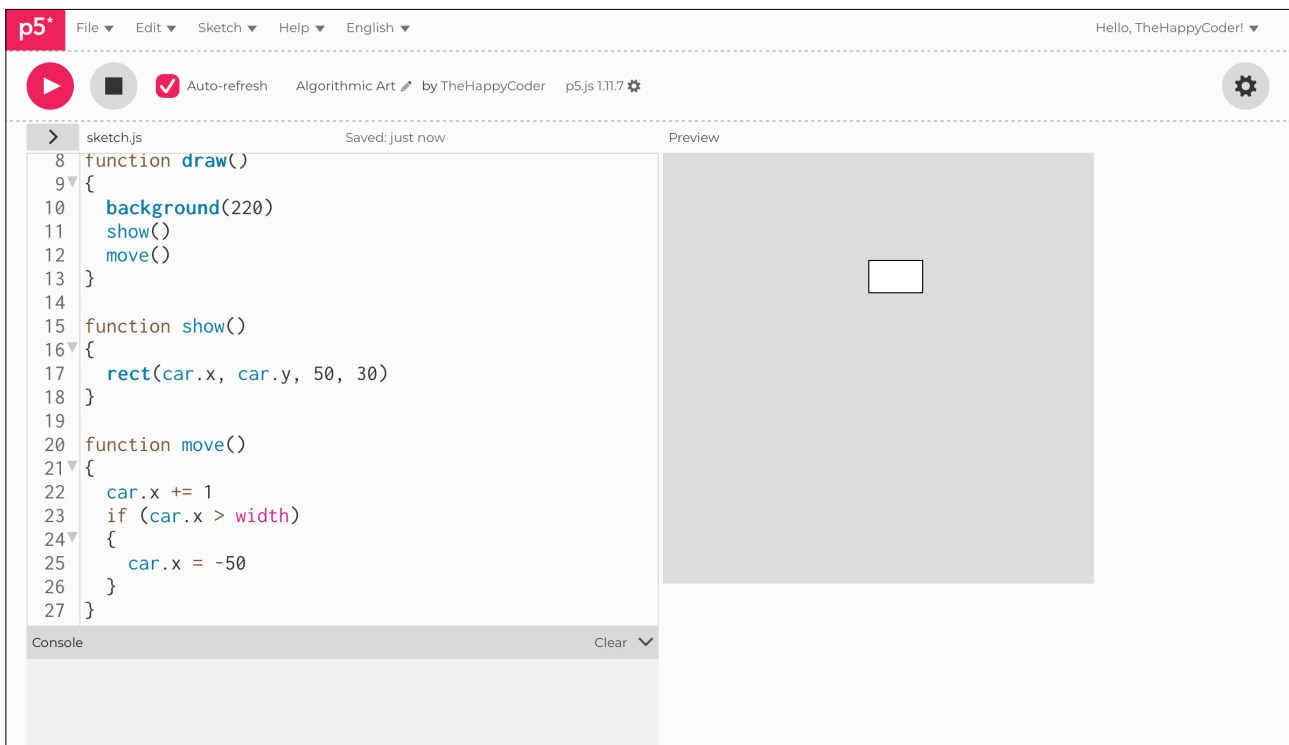 p5* File Edit Sketch Help English Hello, TheHappyCoder!
Auto-refresh Algorithmic Art by TheHappyCoder p5.js 1.11.7
sketch.js Saved: just now Preview
8 function draw()
9 {
10 background(220)
11 show()
12 move()
13 }
14
15 function show()
16 {
17 rect(car.x, car.y, 50, 30)
18 }
19
20 function move()
21 {
22 car.x += 1
23 if (car.x > width)
24 {
25 car.x = -50
26 }
27 }
Console Clear